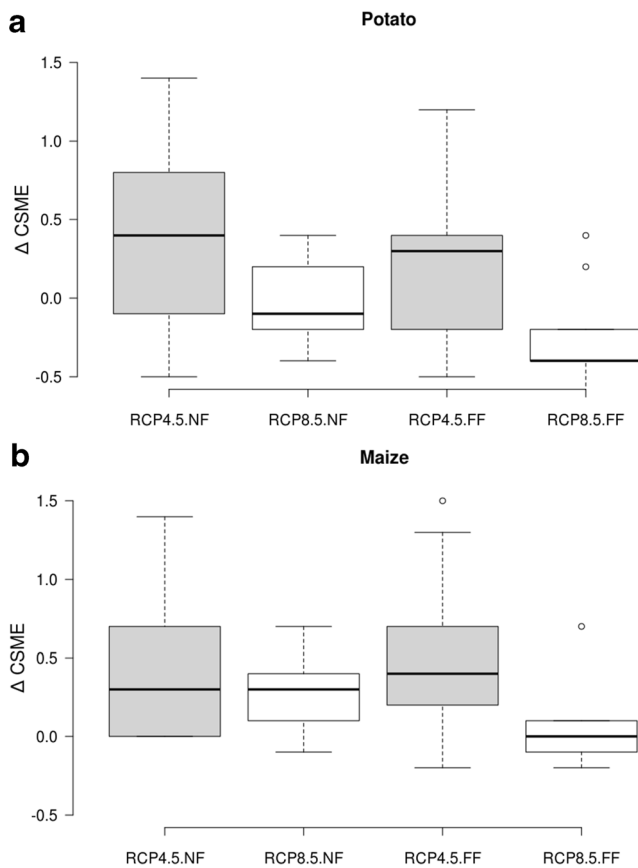 a
Potato
1.5
1.0
0.5
0.0
-0.5
Δ CSME
RCP4.5.NF RCP8.5.NF RCP4.5.FF RCP8.5.FF
b
Maize
1.5
1.0
0.5
0.0
-0.5
Δ CSME
RCP4.5.NF RCP8.5.NF RCP4.5.FF RCP8.5.FF